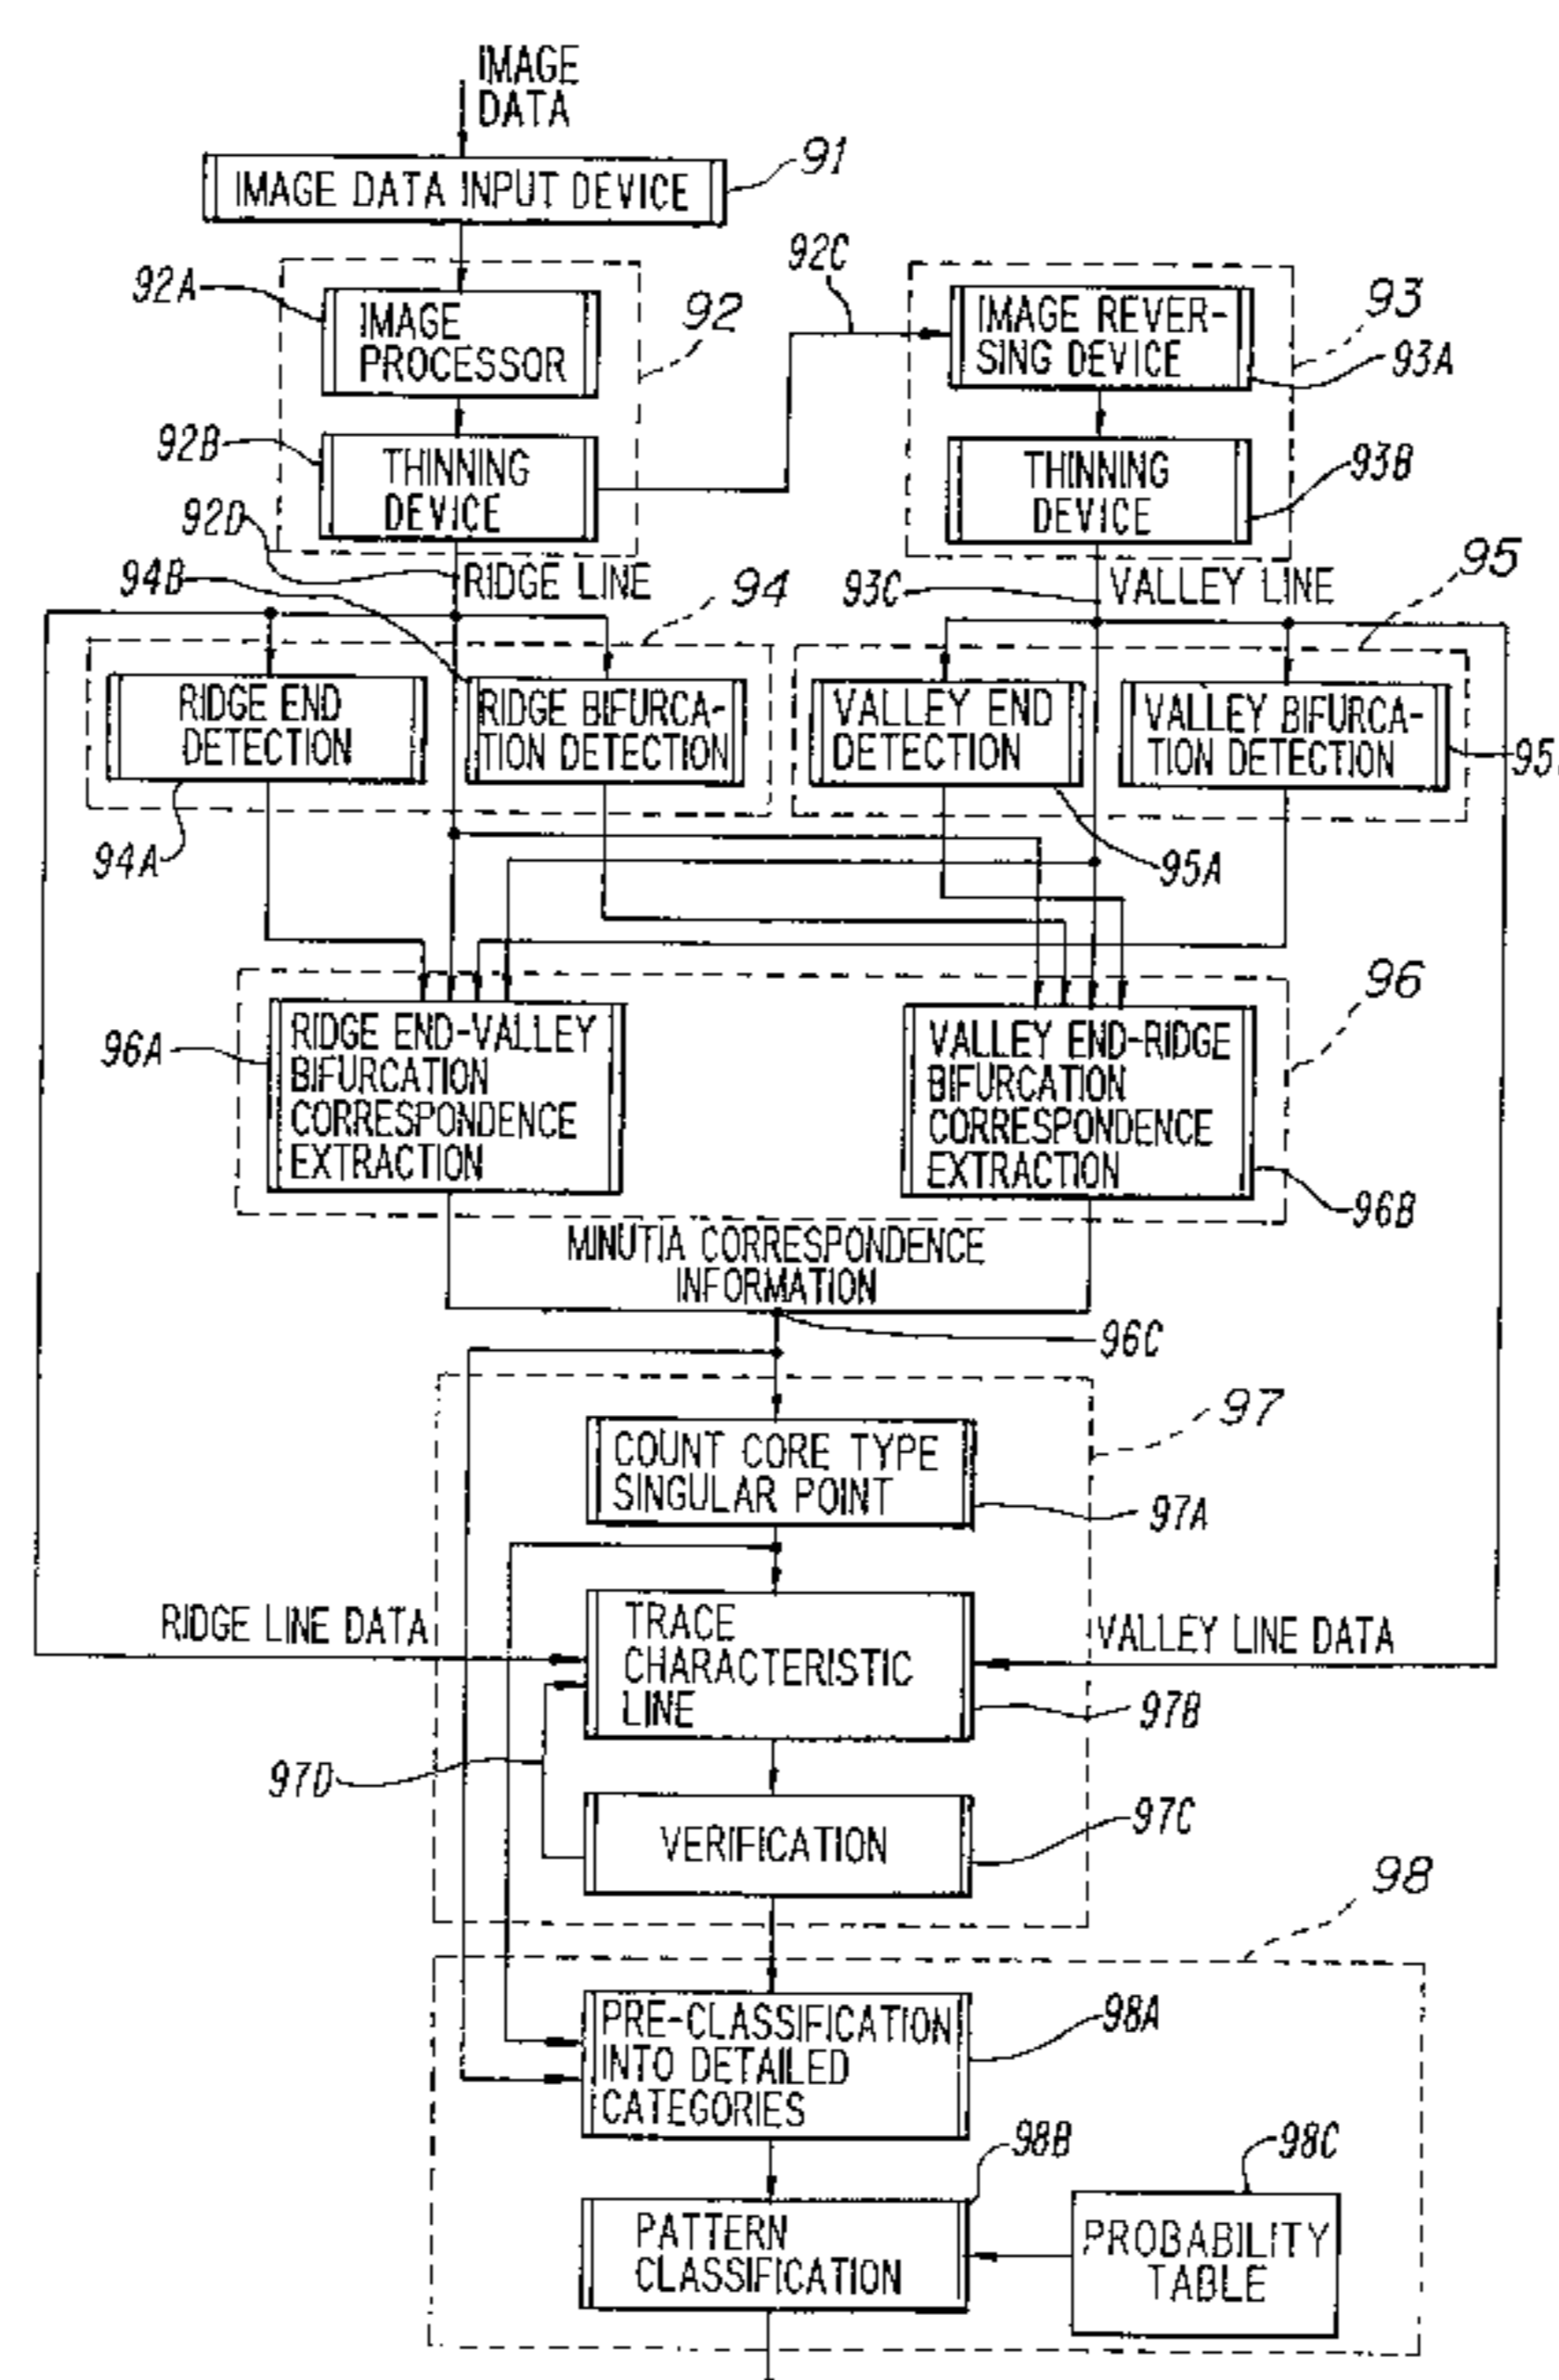 IMAGE
DATA
91
IMAGE DATA INPUT DEVICE
92C
92A
92
93
IMAGE
PROCESSOR
IMAGE REVER-
SING DEVICE
93A
92B
THINNING
DEVICE
THINNING
DEVICE
93B
92D
94B
RIDGE LINE
94
93C
VALLEY LINE
95
RIDGE END
DETECTION
RIDGE BIFURCA-
TION DETECTION
VALLEY END
DETECTION
VALLEY BIFURCA-
TION DETECTION
94A
95A
96
96A
RIDGE END-VALLEY
BIFURCATION
CORRESPONDENCE
EXTRACTION
VALLEY END-RIDGE
BIFURCATION
CORRESPONDENCE
EXTRACTION
96B
MINUTIA CORRESPONDENCE
INFORMATION
96C
97
COUNT CORE TYPE
SINGULAR POINT
97A
RIDGE LINE DATA
TRACE
CHARACTERISTIC
LINE
VALLEY LINE DATA
97B
97D
VERIFICATION
97C
98
PRE-CLASSIFICATION
INTO DETAILED
CATEGORIES
98A
98B
98C
PATTERN
CLASSIFICATION
PROBABILITY
TABLE